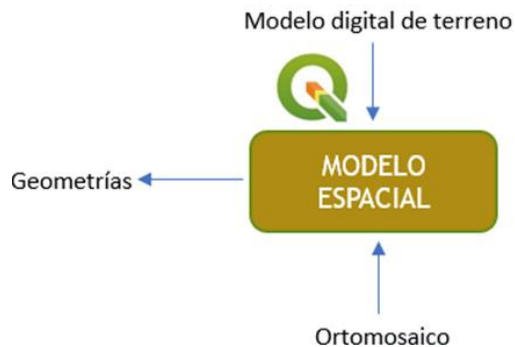 Modelo digital de terreno
Geometrías
MODELO
ESPACIAL
Ortomosaico